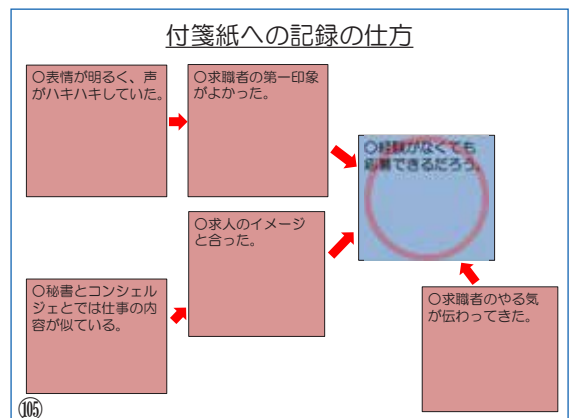 付箋紙への記録の仕方
○表情が明るく、声
がハキハキしていた。
○求職者の第一印象
がよかった。
○経験がなくても
応募できるだろう。
○求人のイメージ
と合った。
○秘書とコンシェル
ジェとでは仕事の内
容が似ている。
○求職者のやる気
が伝わってきた。
105